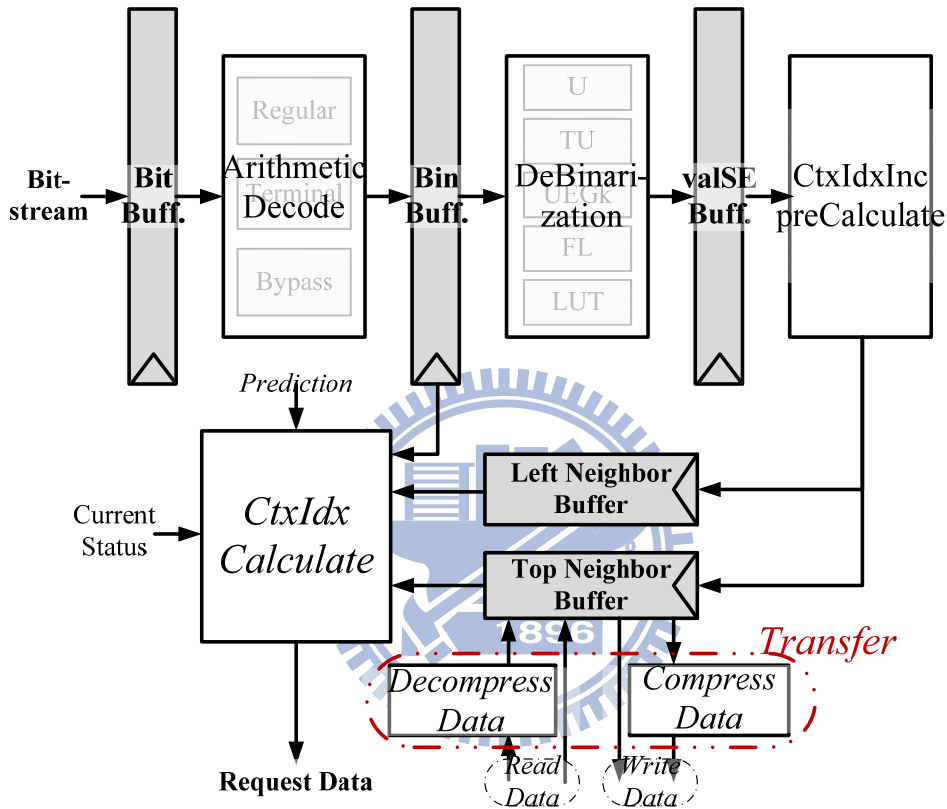 Bit-
stream
Bit
Buff.
Regular
Terminal
Bypass
Arithmetic
Decode
Bin
Buff.
U
TU
UEGk
FL
LUT
DeBinari-
zation
valSE
Buff.
CtxIdxInc
preCalculate
Prediction
Current
Status
CtxIdx
Calculate
Left Neighbor
Buffer
Top Neighbor
Buffer
1896
Transfer
Decompress
Data
Compress
Data
Request Data
Read
Data
Write
Data